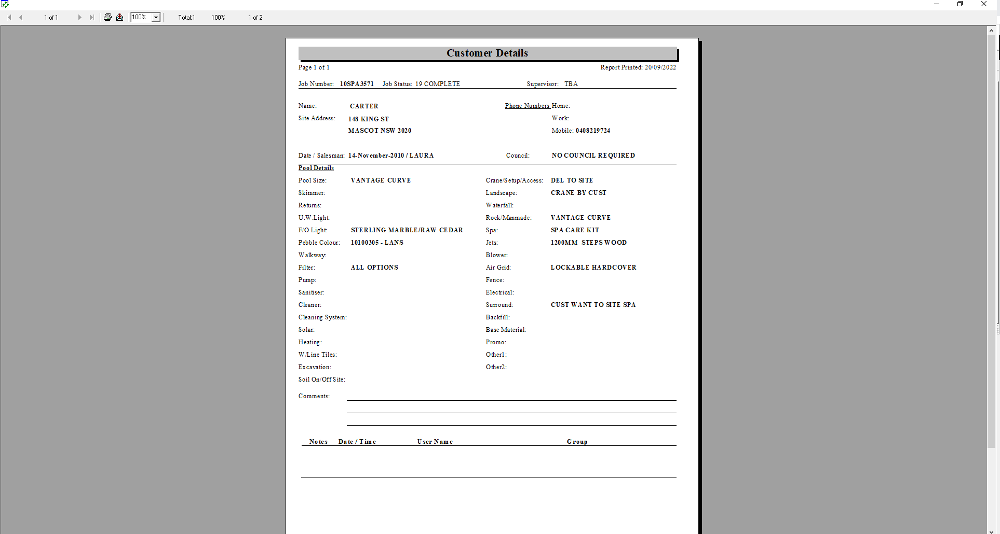 1 of 1 100% Total:1 100% 1 of 2
Customer Details
Page 1 of 1 Report Printed: 20/09/2022
Job Number: 10SPA3571 Job Status: 19 COMPLETE Supervisor: TBA
Name: CARTER Phone Numbers Home:
Site Address: 148 KING ST Work:
MASCOT NSW 2020 Mobile: 0408219724
Date / Salesman: 14-November-2010 / LAURA Council: NO COUNCIL REQUIRED
Pool Details
Pool Size: VANTAGE CURVE Crane/Setup/Access: DEL TO SITE
Skimmer: Landscape: CRANE BY CUST
Returns: Waterfall:
U.W.Light: Rock/Manmade: VANTAGE CURVE
F/O Light: STERLING MARBLE/RAW CEDAR Spa: SPA CARE KIT
Pebble Colour: 10100305 - LANS Jets: 1200MM STEPS WOOD
Walkway: Blower:
Filter: ALL OPTIONS Air Grid: LOCKABLE HARDCOVER
Pump: Fence:
Sanitiser: Electrical:
Cleaner: Surround: CUST WANT TO SITE SPA
Cleaning System: Backfill:
Solar: Base Material:
Heating: Promo:
W/Line Tiles: Other1:
Excavation: Other2:
Soil On/Off Site:
Comments:
Notes Date / Time User Name Group